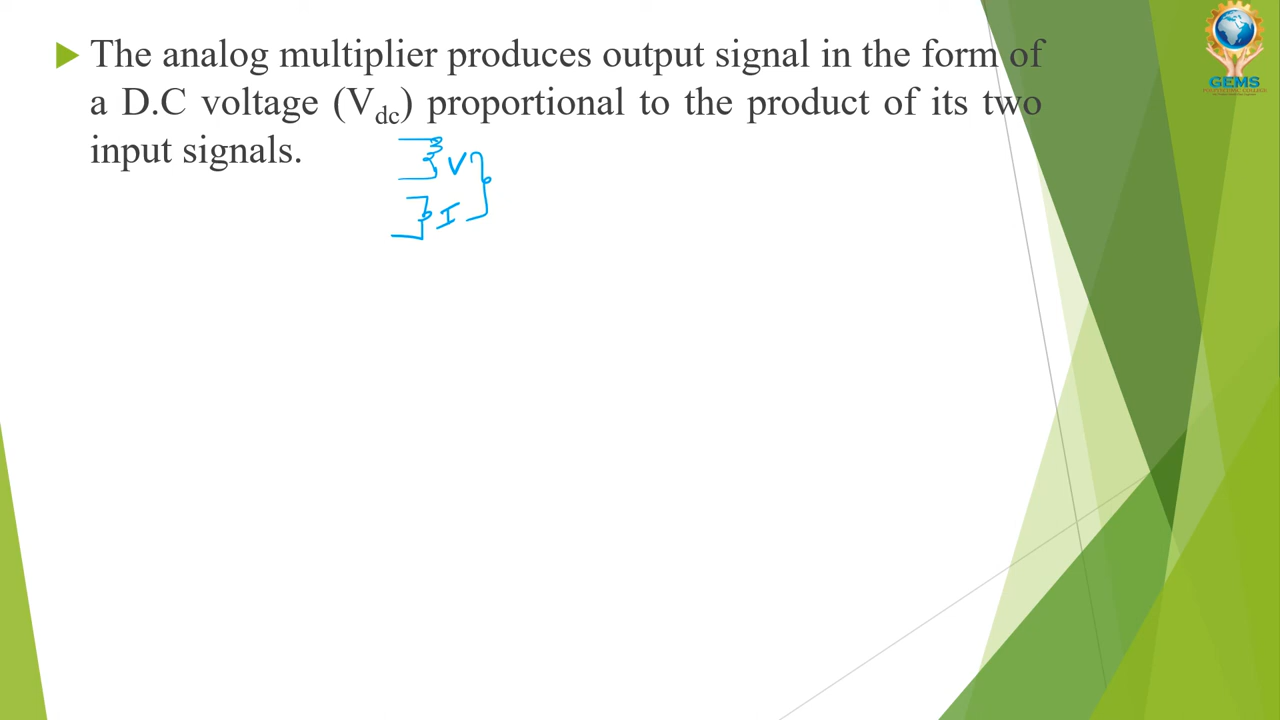 The analog multiplier produces output signal in the form of
a D.C voltage (Vdc) proportional to the product of its two
input signals.
V
I
GEMS